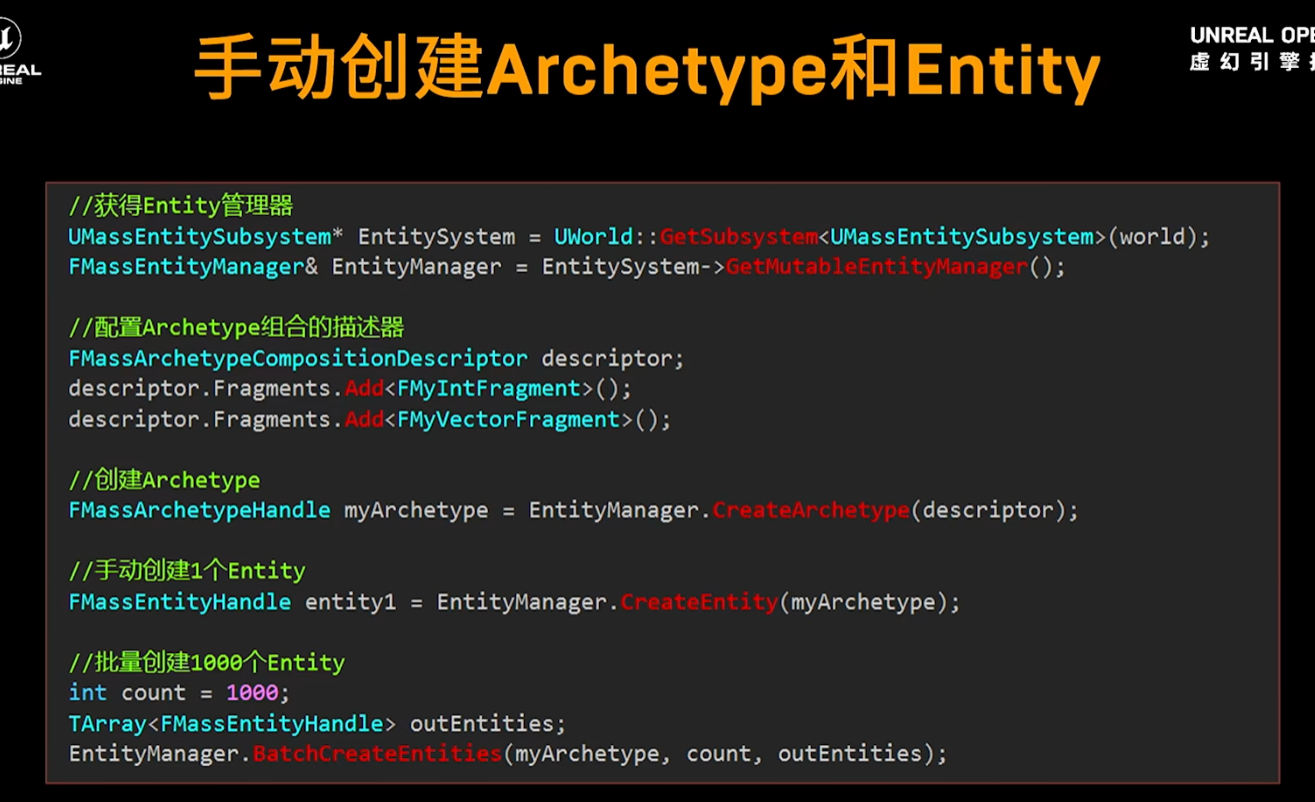 手动创建Archetype和Entity
UNREAL
虚幻引擎
//获得Entity管理器
UMassEntitySubsystem* EntitySystem = UWorld::GetSubsystem<UMassEntitySubsystem>(world);
FMassEntityManager& EntityManager = EntitySystem->GetMutableEntityManager();
//配置Archetype组合的描述器
FMassArchetypeCompositionDescriptor descriptor;
descriptor.Fragments.Add<FMyIntFragment>();
descriptor.Fragments.Add<FMyVectorFragment>();
//创建Archetype
FMassArchetypeHandle myArchetype = EntityManager.CreateArchetype(descriptor);
//手动创建1个Entity
FMassEntityHandle entity1 = EntityManager.CreateEntity(myArchetype);
//批量创建1000个Entity
int count = 1000;
TArray<FMassEntityHandle> outEntities;
EntityManager.BatchCreateEntities(myArchetype, count, outEntities);